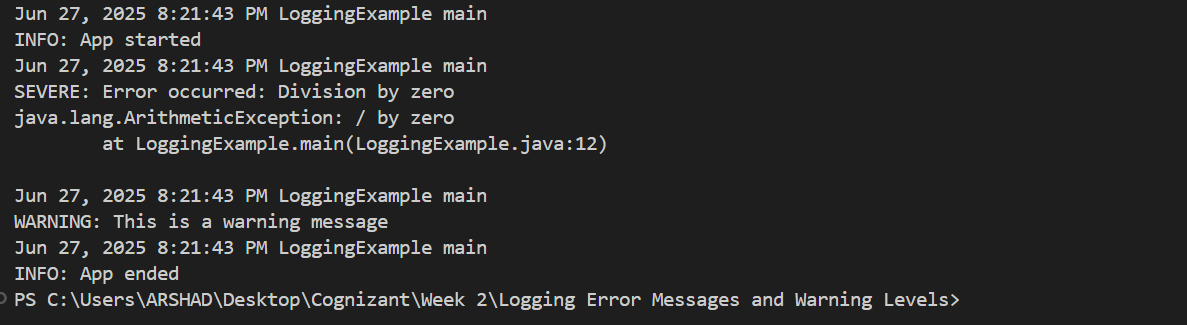 Jun 27, 2025 8:21:43 PM LoggingExample main
INFO: App started
Jun 27, 2025 8:21:43 PM LoggingExample main
SEVERE: Error occurred: Division by zero
java.lang.ArithmeticException: / by zero
        at LoggingExample.main(LoggingExample.java:12)

Jun 27, 2025 8:21:43 PM LoggingExample main
WARNING: This is a warning message
Jun 27, 2025 8:21:43 PM LoggingExample main
INFO: App ended
PS C:\Users\ARSHAD\Desktop\Cognizant\Week 2\Logging Error Messages and Warning Levels>